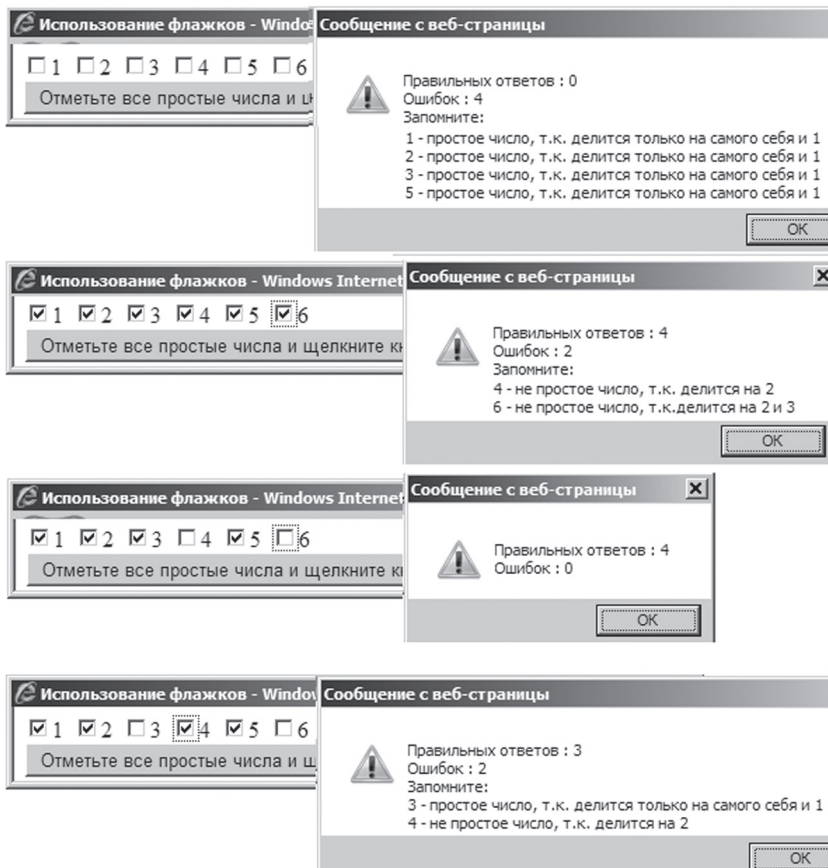 Использование флажков - Windo
1 2 3 4 5 6
Отметьте все простые числа и
Сообщение с веб-страницы
Правильных ответов : 0
Ошибок : 4
Запомните:
1 - простое число, т.к. делится только на самого себя и 1
2 - простое число, т.к. делится только на самого себя и 1
3 - простое число, т.к. делится только на самого себя и 1
5 - простое число, т.к. делится только на самого себя и 1
OK
Использование флажков - Windows Internet
1 2 3 4 5 6
Отметьте все простые числа и щелкните
Сообщение с веб-страницы
Правильных ответов : 4
Ошибок : 2
Запомните:
4 - не простое число, т.к. делится на 2
6 - не простое число, т.к.делится на 2 и 3
OK
Использование флажков - Windows Internet
1 2 3 4 5 6
Отметьте все простые числа и щелкните
Сообщение с веб-страницы
Правильных ответов : 4
Ошибок : 0
OK
Использование флажков - Window
1 2 3 4 5 6
Отметьте все простые числа и
Сообщение с веб-страницы
Правильных ответов : 3
Ошибок : 2
Запомните:
3 - простое число, т.к. делится только на самого себя и 1
4 - не простое число, т.к. делится на 2
OK